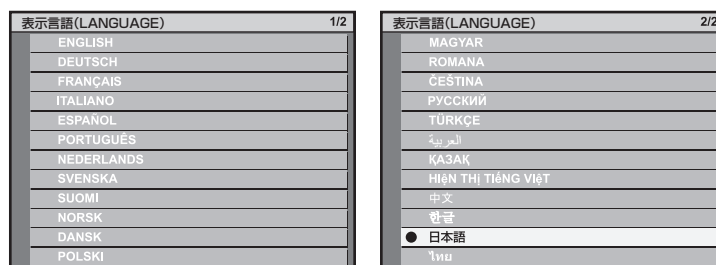 表示言語(LANGUAGE) 1/2
ENGLISH
DEUTSCH
FRANÇAIS
ITALIANO
ESPAÑOL
PORTUGUÊS
NEDERLANDS
SVENSKA
SUOMI
NORSK
DANSK
POLSKI
表示言語(LANGUAGE) 2/2
MAGYAR
ROMANA
ČEŠTINA
РУССКИЙ
TÜRKÇE
العربية
ҚАЗАҚ
HIệN THị TIếNG VIệT
中文
한글
日本語
ไทย